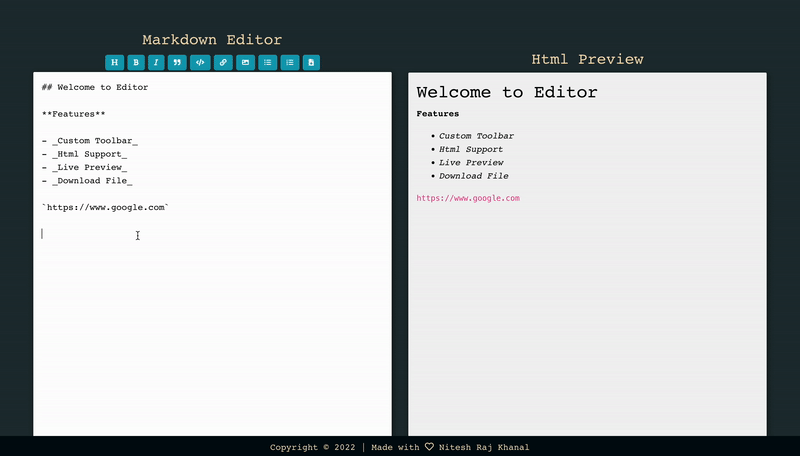 Markdown Editor
H B I
## Welcome to Editor
**Features**
- _Custom Toolbar_
- _Html Support_
- _Live Preview_
- _Download File_
`https://www.google.com`
Html Preview
Welcome to Editor
Features
• Custom Toolbar
• Html Support
• Live Preview
• Download File
https://www.google.com
Copyright © 2022 | Made with ♡ Nitesh Raj Khanal